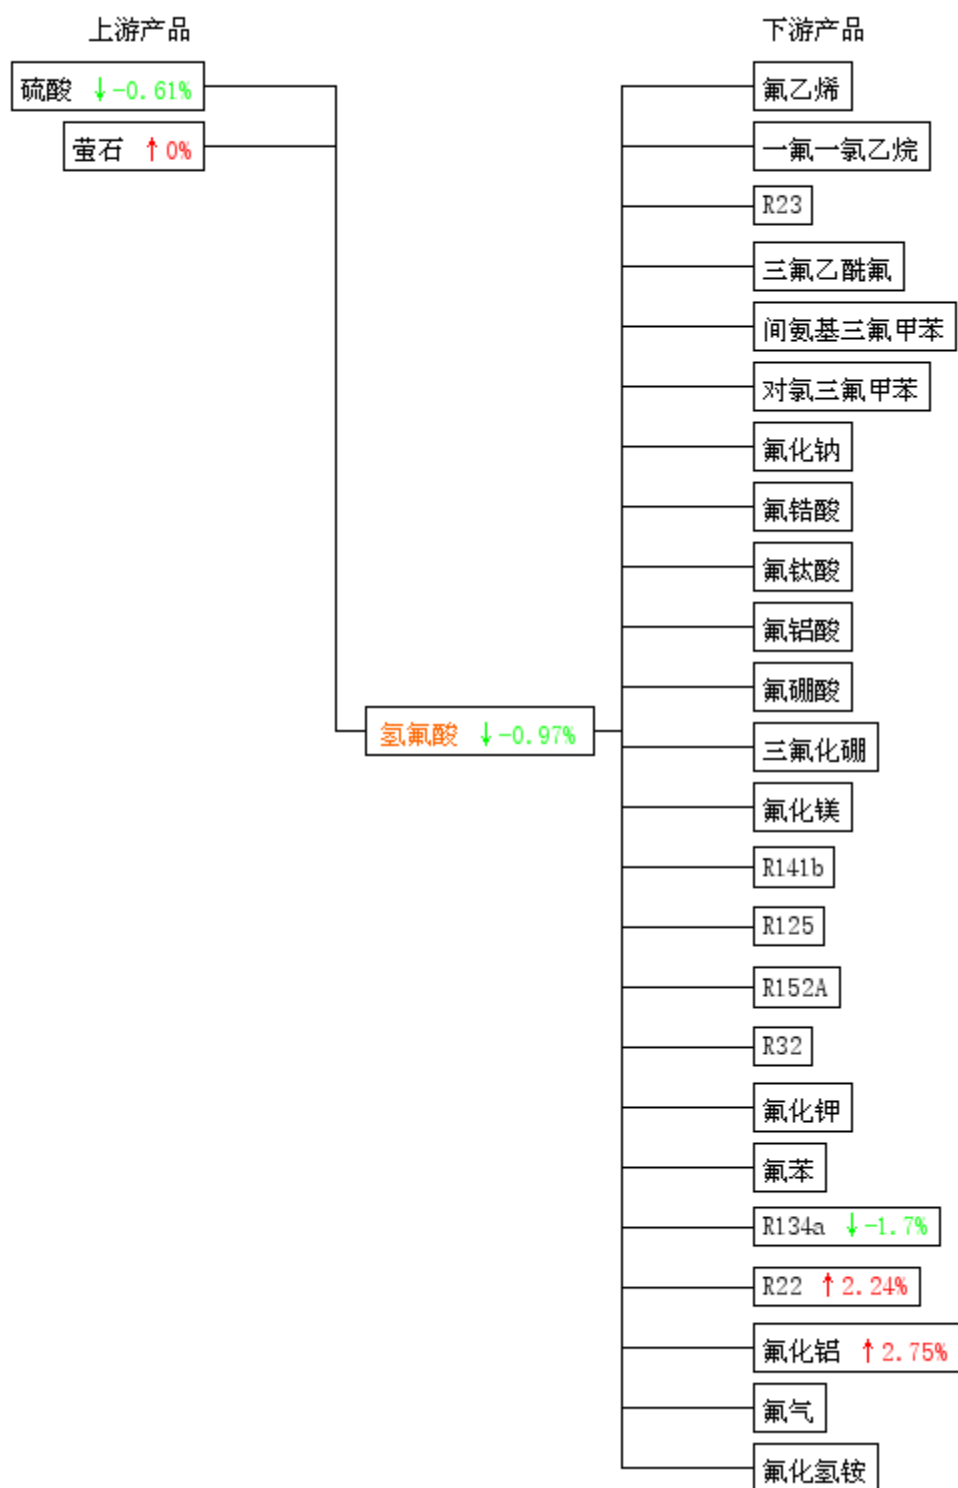 上游产品
下游产品
硫酸 ↓-0.61%
萤石 ↑0%
氢氟酸 ↓-0.97%
氟乙烯
一氟一氯乙烷
R23
三氟乙酰氟
间氨基三氟甲苯
对氯三氟甲苯
氟化钠
氟锆酸
氟钛酸
氟铝酸
氟硼酸
三氟化硼
氟化镁
R141b
R125
R152A
R32
氟化钾
氟苯
R134a ↓-1.7%
R22 ↑2.24%
氟化铝 ↑2.75%
氟气
氟化氢铵